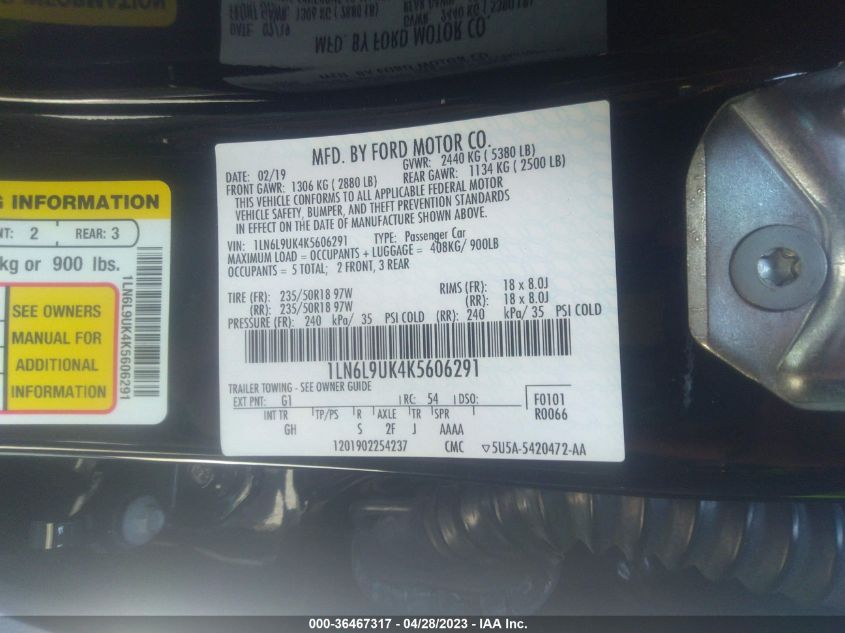 MFD. BY FORD MOTOR CO.
DATE: 02/19
GVWR: 2440 KG ( 5380 LB)
FRONT GAWR: 1306 KG ( 2880 LB)
REAR GAWR: 1134 KG ( 2500 LB)
THIS VEHICLE CONFORMS TO ALL APPLICABLE FEDERAL MOTOR
VEHICLE SAFETY, BUMPER, AND THEFT PREVENTION STANDARDS
IN EFFECT ON THE DATE OF MANUFACTURE SHOWN ABOVE.
VIN: 1LN6L9UK4K5606291 TYPE: Passenger Car
MAXIMUM LOAD = OCCUPANTS + LUGGAGE = 408KG/ 900LB
OCCUPANTS = 5 TOTAL; 2 FRONT, 3 REAR
TIRE (FR): 235/50R18 97W RIMS (FR): 18 x 8.0J
(RR): 235/50R18 97W (RR): 18 x 8.0J
PRESSURE (FR): 240 kPa/ 35 PSI COLD (RR): 240 kPa/ 35 PSI COLD
1LN6L9UK4K5606291
TRAILER TOWING - SEE OWNER GUIDE
EXT PNT: G1 RC: 54 DSO: F0101
INT TR TP/PS R AXLE TR SPR R0066
GH S 2F J AAAA
1201902254237 CMC ▽5U5A-5420472-AA
G INFORMATION
NT: 2 REAR: 3
kg or 900 lbs.
SEE OWNERS
MANUAL FOR
ADDITIONAL
INFORMATION
1LN6L9UK4K5606291
000-36467317 / 04/28/2023 - IAA Inc.